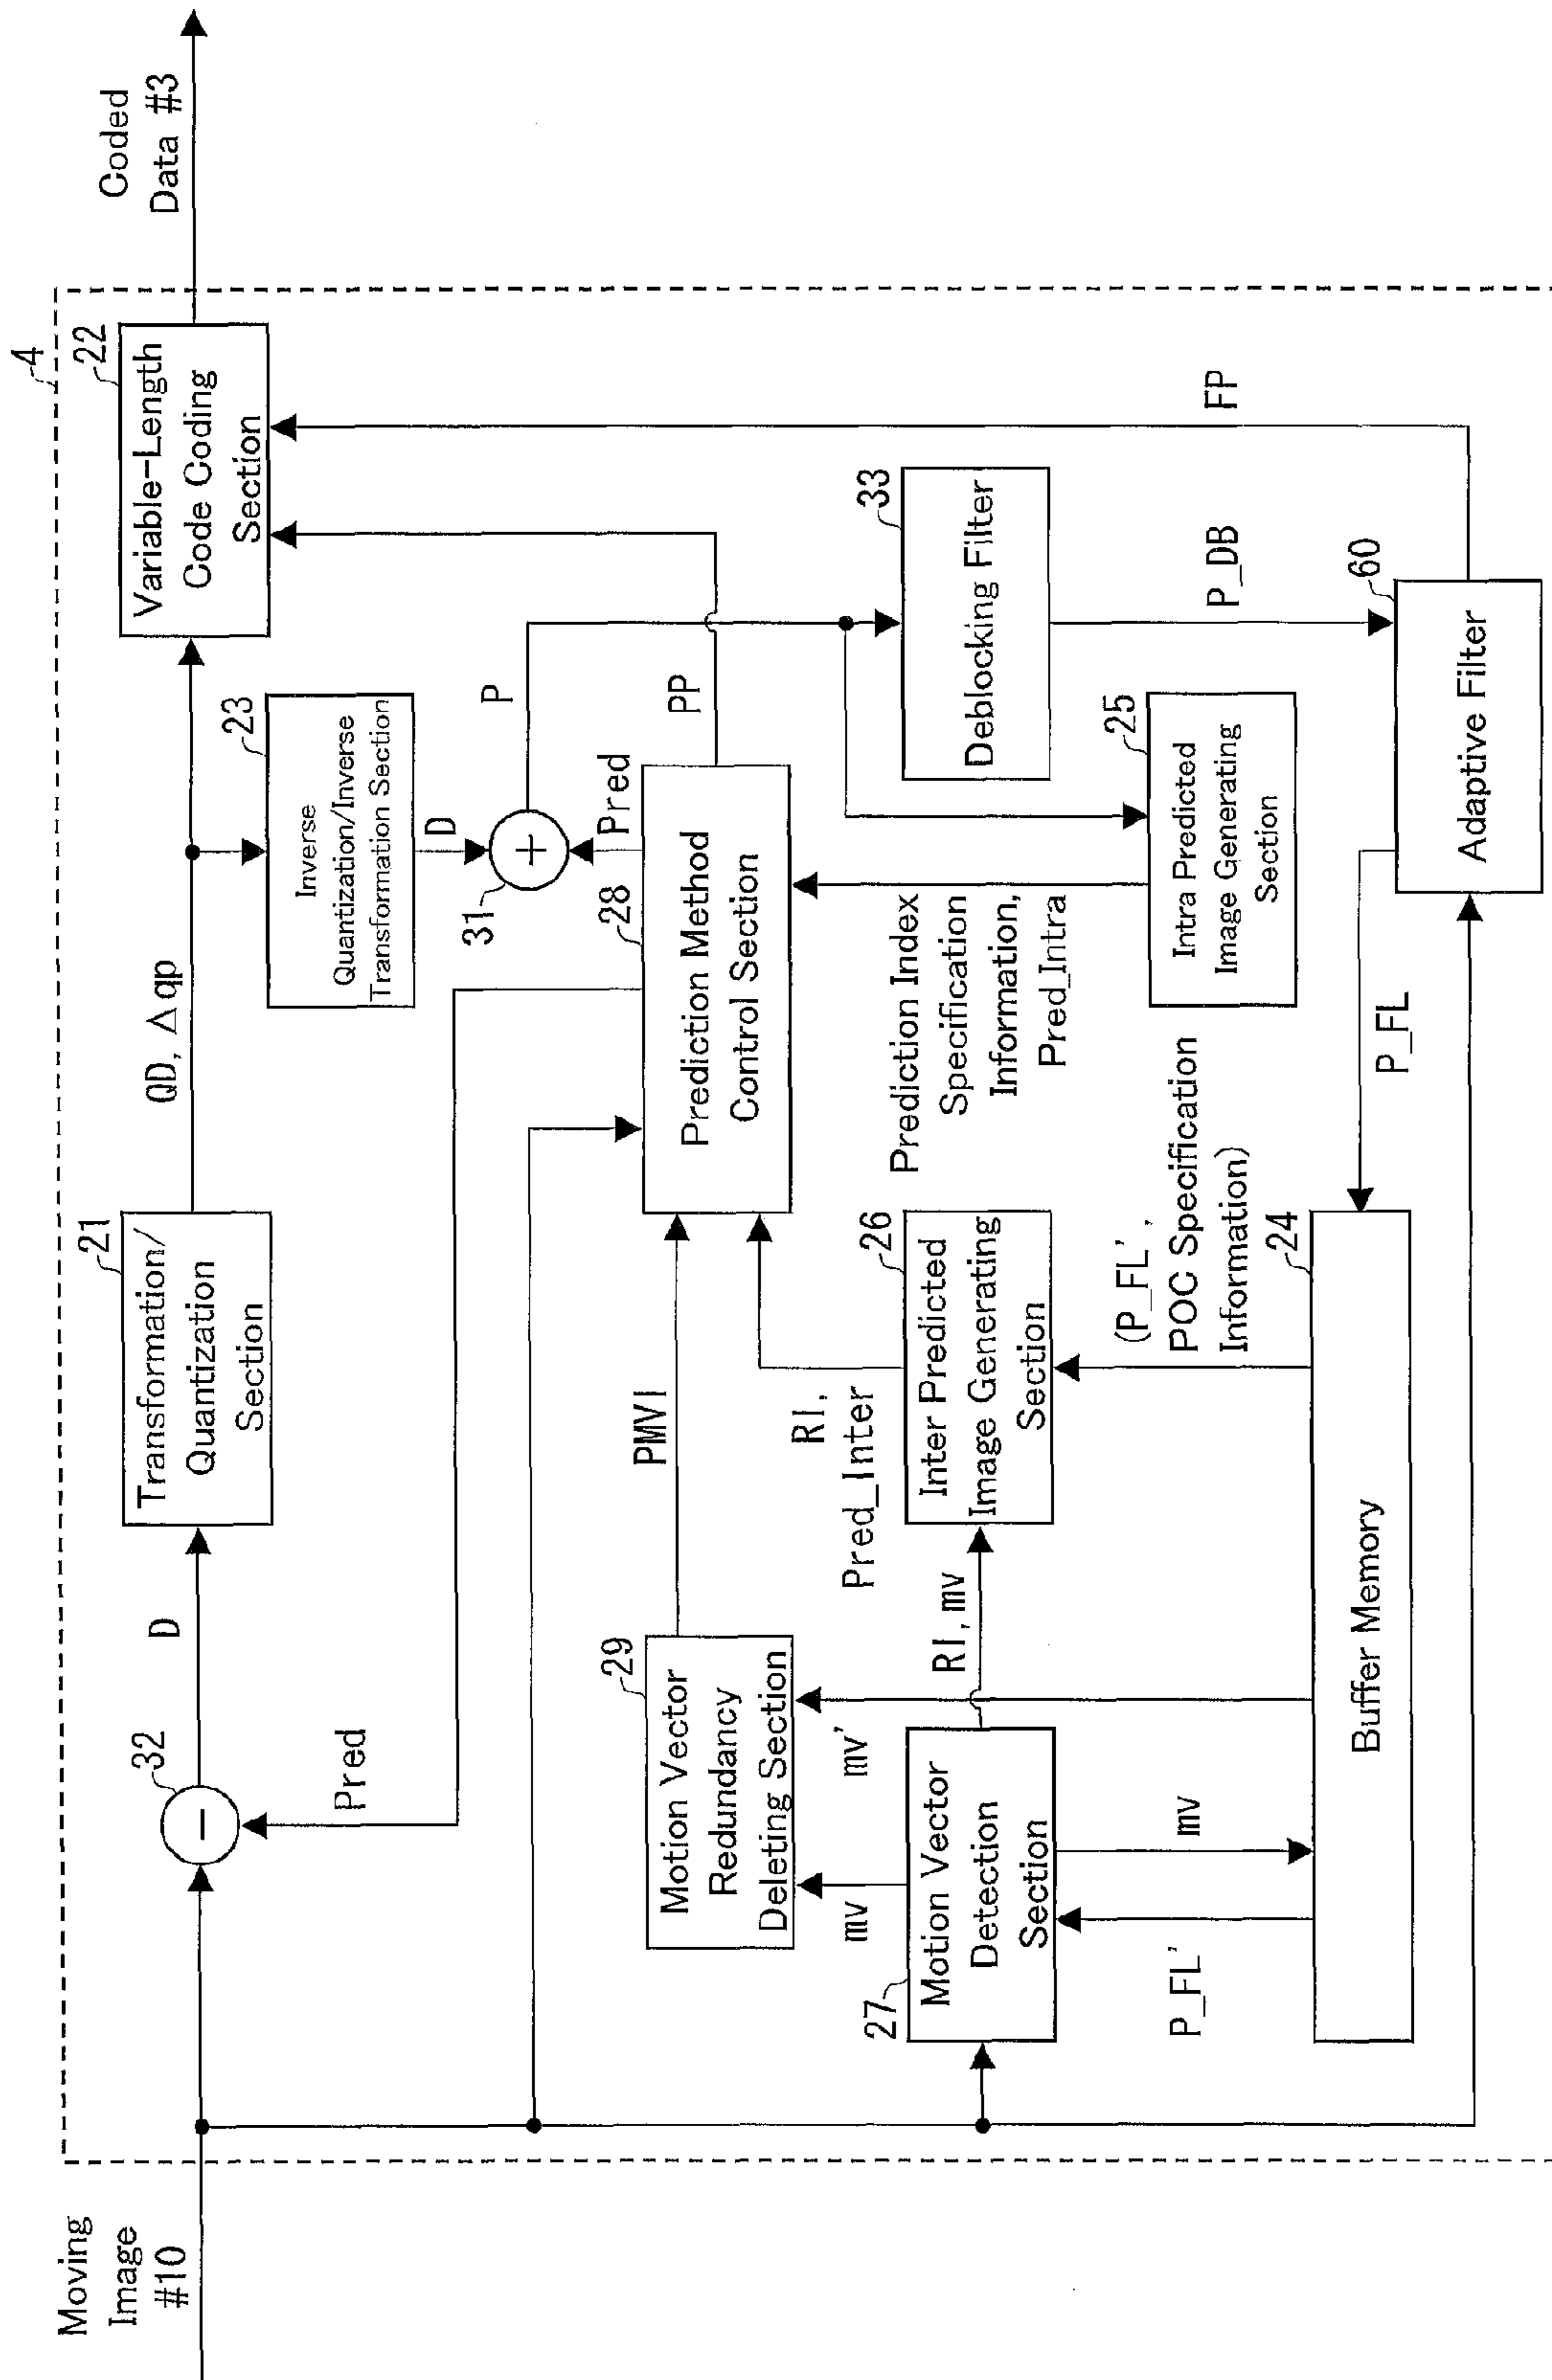 Moving
Image
#10
4
32
D
21
Transformation/
Quantization
Section
QD, △qp
22
Variable-Length
Code Coding
Section
Coded
Data #3
Pred
23
Inverse
Quantization/Inverse
Transformation Section
D
31
+
P
Pred
28
Prediction Method
Control Section
PP
FP
29
Motion Vector
Redundancy
Deleting Section
PMVI
mv
mv'
RI,
Pred_Inter
27
Motion Vector
Detection
Section
RI, mv
26
Inter Predicted
Image Generating
Section
Prediction Index
Specification
Information,
Pred_Intra
33
Deblocking Filter
P_DB
25
Intra Predicted
Image Generating
Section
P_FL'
mv
(P_FL',
POC Specification
Information)
24
Buffer Memory
P_FL
60
Adaptive Filter